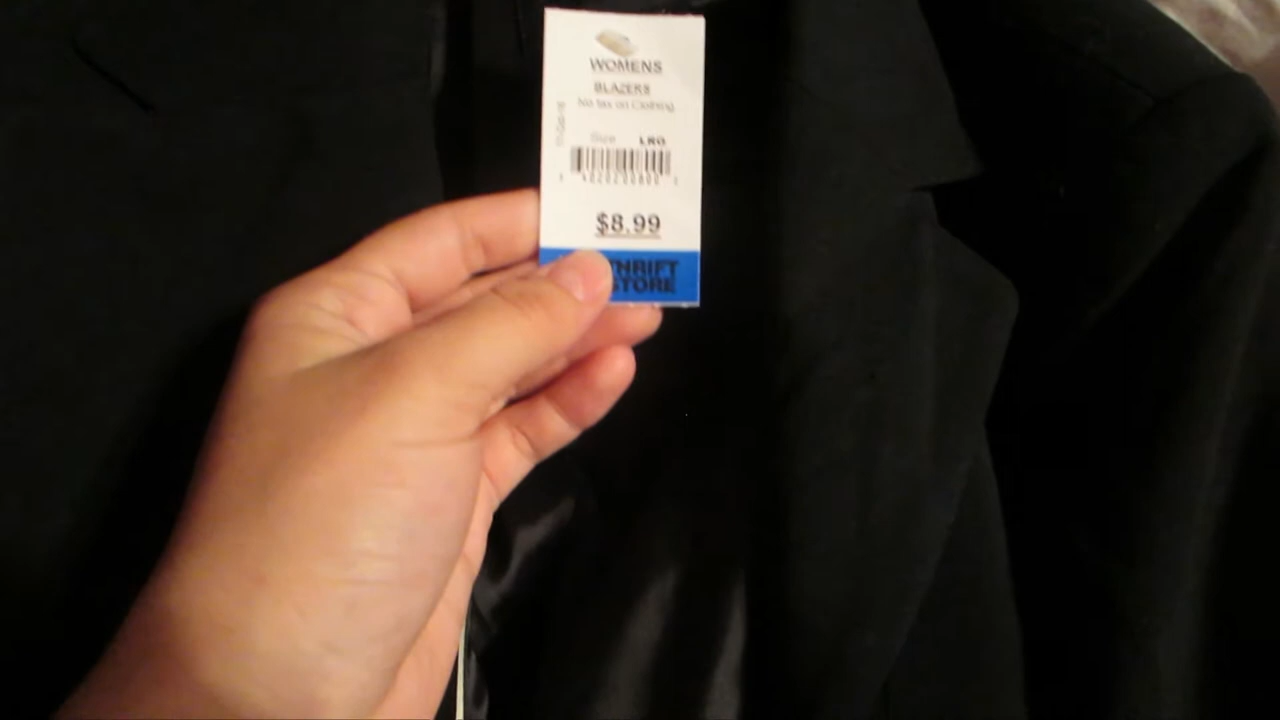 WOMENS
BLAZERS
No tax on Clothing
Size LRG
$8.99
THRIFT
STORE